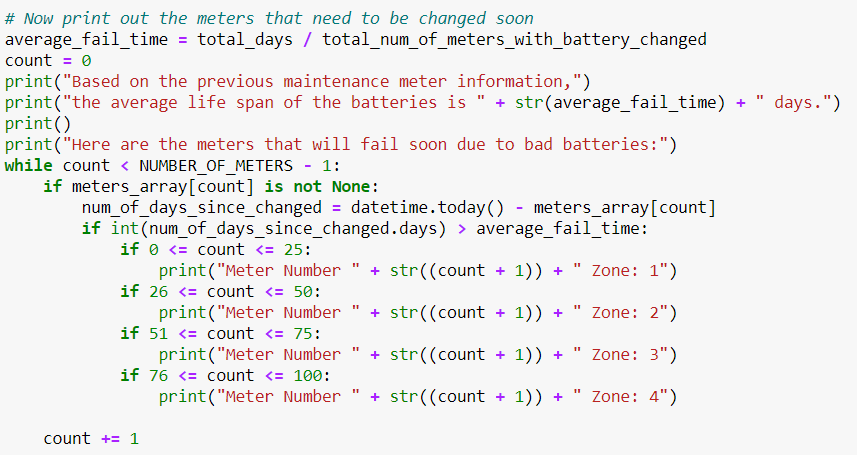 # Now print out the meters that need to be changed soon
average_fail_time = total_days / total_num_of_meters_with_battery_changed
count = 0
print("Based on the previous maintenance meter information,")
print("the average life span of the batteries is " + str(average_fail_time) + " days.")
print()
print("Here are the meters that will fail soon due to bad batteries:")
while count < NUMBER_OF_METERS - 1:
    if meters_array[count] is not None:
        num_of_days_since_changed = datetime.today() - meters_array[count]
        if int(num_of_days_since_changed.days) > average_fail_time:
            if 0 <= count <= 25:
                print("Meter Number " + str((count + 1)) + " Zone: 1")
            if 26 <= count <= 50:
                print("Meter Number " + str((count + 1)) + " Zone: 2")
            if 51 <= count <= 75:
                print("Meter Number " + str((count + 1)) + " Zone: 3")
            if 76 <= count <= 100:
                print("Meter Number " + str((count + 1)) + " Zone: 4")
    count += 1